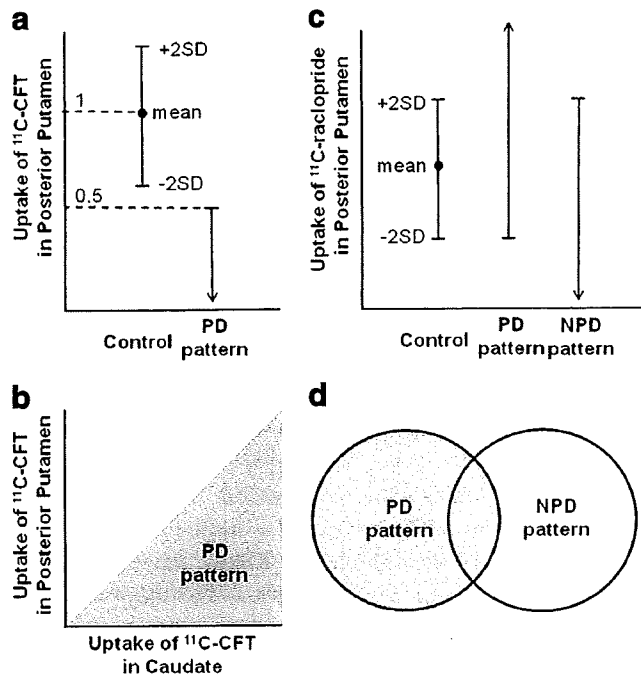 a
Uptake of ¹¹C-CFT
in Posterior Putamen
+2SD
1
mean
-2SD
0.5
Control
PD
pattern
c
Uptake of ¹¹C-raclopride
in Posterior Putamen
+2SD
mean
-2SD
Control
PD
pattern
NPD
pattern
b
Uptake of ¹¹C-CFT
in Posterior Putamen
PD
pattern
Uptake of ¹¹C-CFT
in Caudate
d
PD
pattern
NPD
pattern